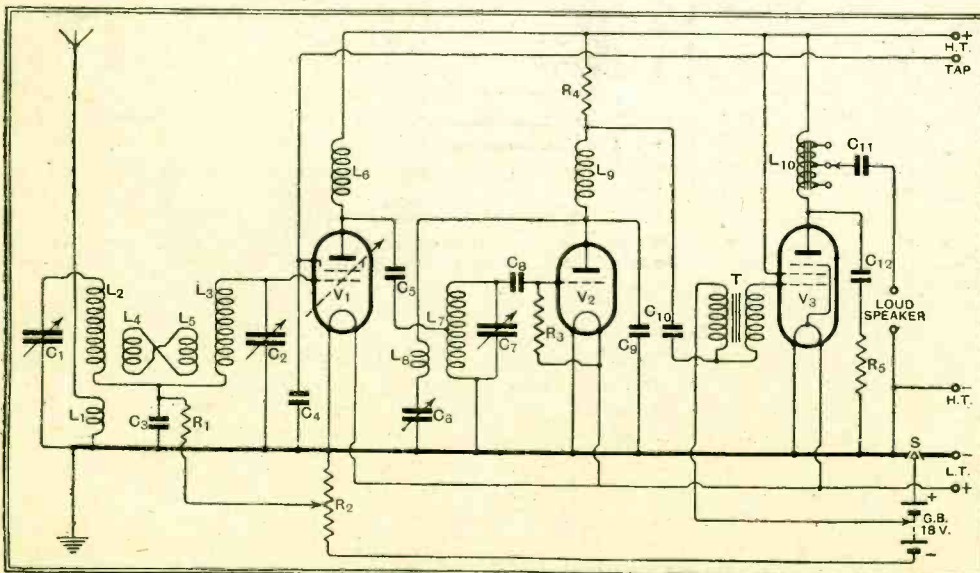 +
H.T.
TAP
R4
L6
L9
L10
C11
L2
L3
V1
C5
C8
V2
T
V3
C12
L4
L5
L7
R3
C10
C9
LOUD
SPEAKER
C1
C2
L8
C7
R5
L1
C3
R1
C4
C6
−
H.T.
S
−
L.T.
+
R2
+
G.B.
18 V.
−